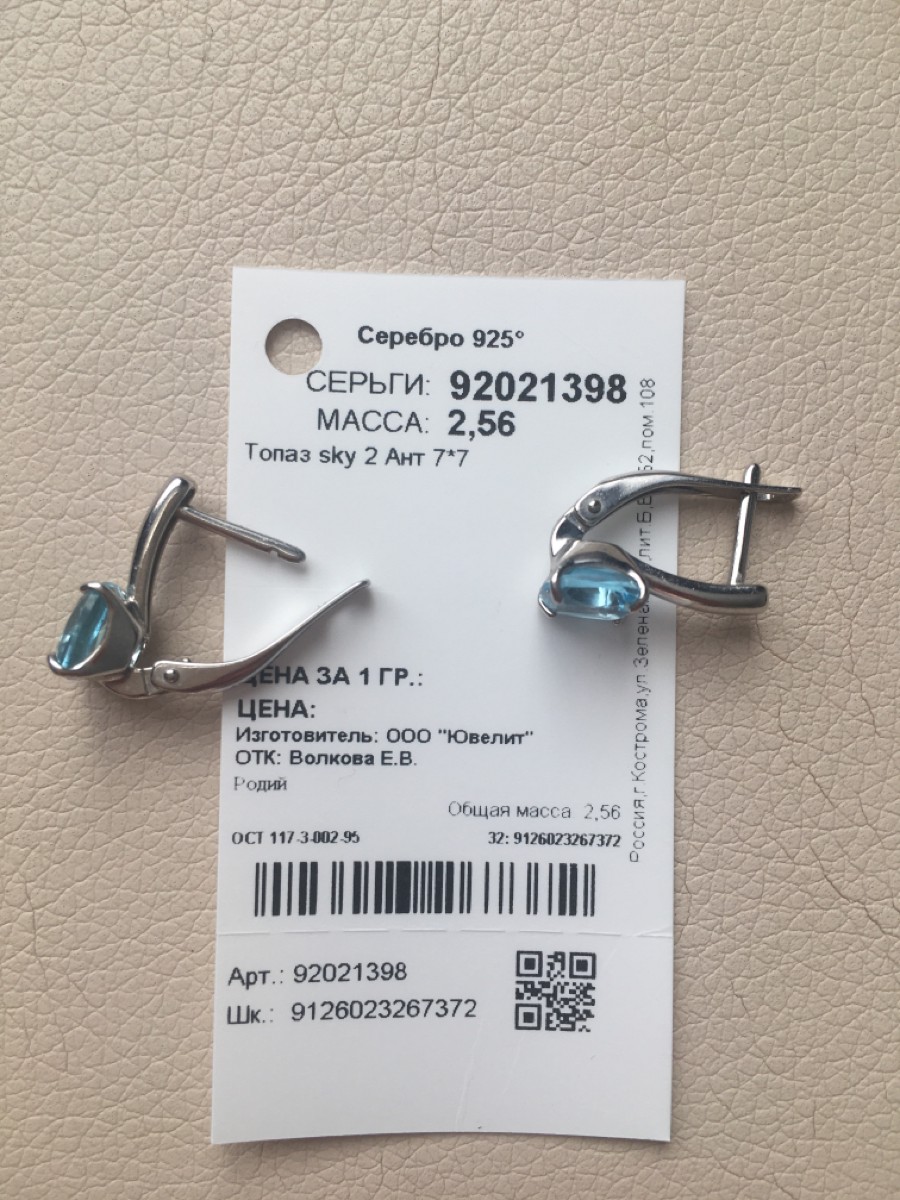 Серебро 925°
СЕРЬГИ: 92021398
МАССА: 2,56
Топаз sky 2 Ант 7*7
ЦЕНА ЗА 1 ГР.:
ЦЕНА:
Изготовитель: ООО "Ювелит"
ОТК: Волкова Е.В.
Родий
Общая масса 2,56
ОСТ 117-3-002-95 32: 9126023267372
Арт.: 92021398
Шк.: 9126023267372
Россия,г.Кострома,ул лит.Б,Б 62,пом.108